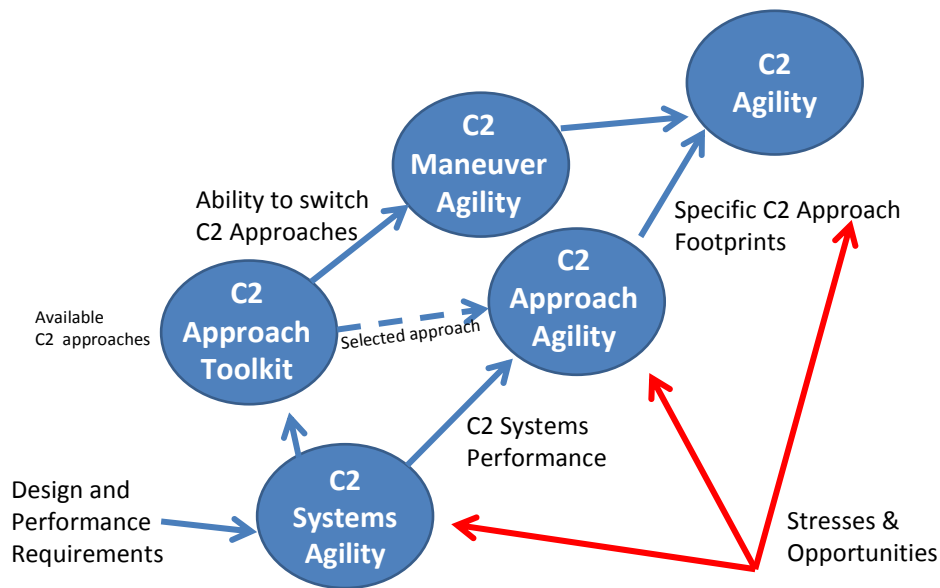 C2
Agility
C2
Maneuver
Agility
Ability to switch
C2 Approaches
Specific C2 Approach
Footprints
C2
Approach
Agility
C2
Approach
Toolkit
Available
C2 approaches
Selected approach
C2 Systems
Performance
C2
Systems
Agility
Design and
Performance
Requirements
Stresses &
Opportunities